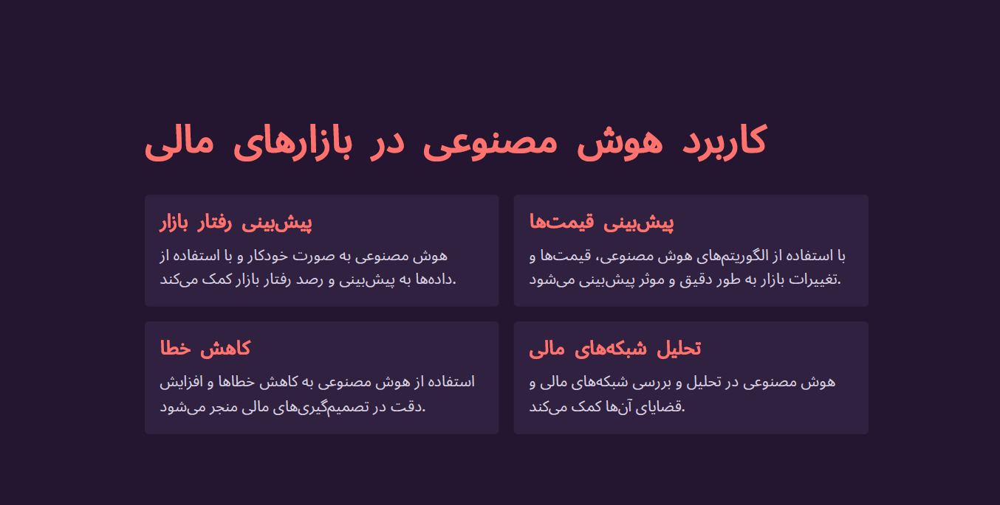 کاربرد هوش مصنوعی در بازارهای مالی
پیش‌بینی قیمت‌ها
با استفاده از الگوریتم‌های هوش مصنوعی، قیمت‌ها و
تغییرات بازار به طور دقیق و موثر پیش‌بینی می‌شود.
پیش‌بینی رفتار بازار
هوش مصنوعی به صورت خودکار و با استفاده از
داده‌ها به پیش‌بینی و رصد رفتار بازار کمک می‌کند.
تحلیل شبکه‌های مالی
هوش مصنوعی در تحلیل و بررسی شبکه‌های مالی و
قضایای آن‌ها کمک می‌کند.
کاهش خطا
استفاده از هوش مصنوعی به کاهش خطاها و افزایش
دقت در تصمیم‌گیری‌های مالی منجر می‌شود.